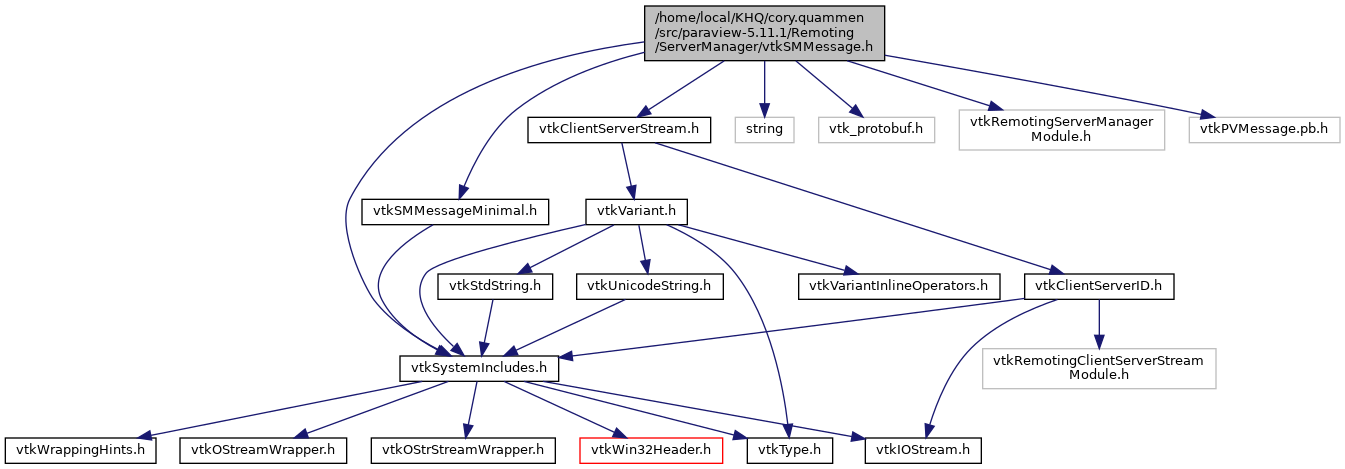 /home/local/KHQ/cory.quammen
/src/paraview-5.11.1/Remoting
/ServerManager/vtkSMMessage.h
vtkClientServerStream.h
string
vtk_protobuf.h
vtkRemotingServerManager
Module.h
vtkPVMessage.pb.h
vtkSMMessageMinimal.h
vtkVariant.h
vtkStdString.h
vtkUnicodeString.h
vtkVariantInlineOperators.h
vtkClientServerID.h
vtkSystemIncludes.h
vtkRemotingClientServerStream
Module.h
vtkWrappingHints.h
vtkOStreamWrapper.h
vtkOStrStreamWrapper.h
vtkWin32Header.h
vtkType.h
vtkIOStream.h